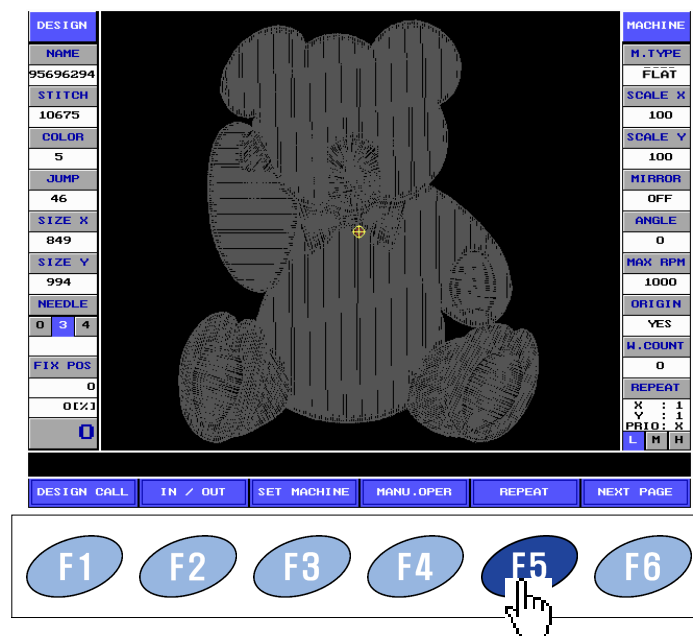 DESIGN
NAME
95696294
STITCH
10675
COLOR
5
JUMP
46
SIZE X
849
SIZE Y
994
NEEDLE
0 3 4
FIX POS
0
0[%]
0
MACHINE
M.TYPE
FLAT
SCALE X
100
SCALE Y
100
MIRROR
OFF
ANGLE
0
MAX RPM
1000
ORIGIN
YES
W.COUNT
0
REPEAT
X : 1
Y : 1
PRIO: X
L M H
DESIGN CALL IN / OUT SET MACHINE MANU.OPER REPEAT NEXT PAGE
F1 F2 F3 F4 F5 F6